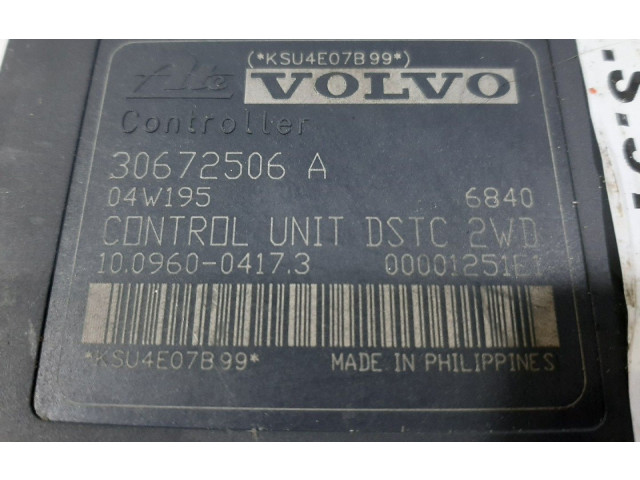 (*KSU4E07B99*)
Ate VOLVO
Controller
30672506 A
04W195 6840
CONTROL UNIT DSTC 2WD
10.0960-0417.3 00001251E1
*KSU4E07B99*
MADE IN PHILIPPINES